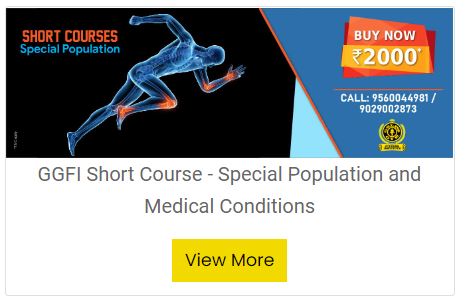 SHORT COURSES
Special Population
BUY NOW
₹2000*
CALL: 9560044981 /
9029002873
GGFI Short Course - Special Population and
Medical Conditions
View More